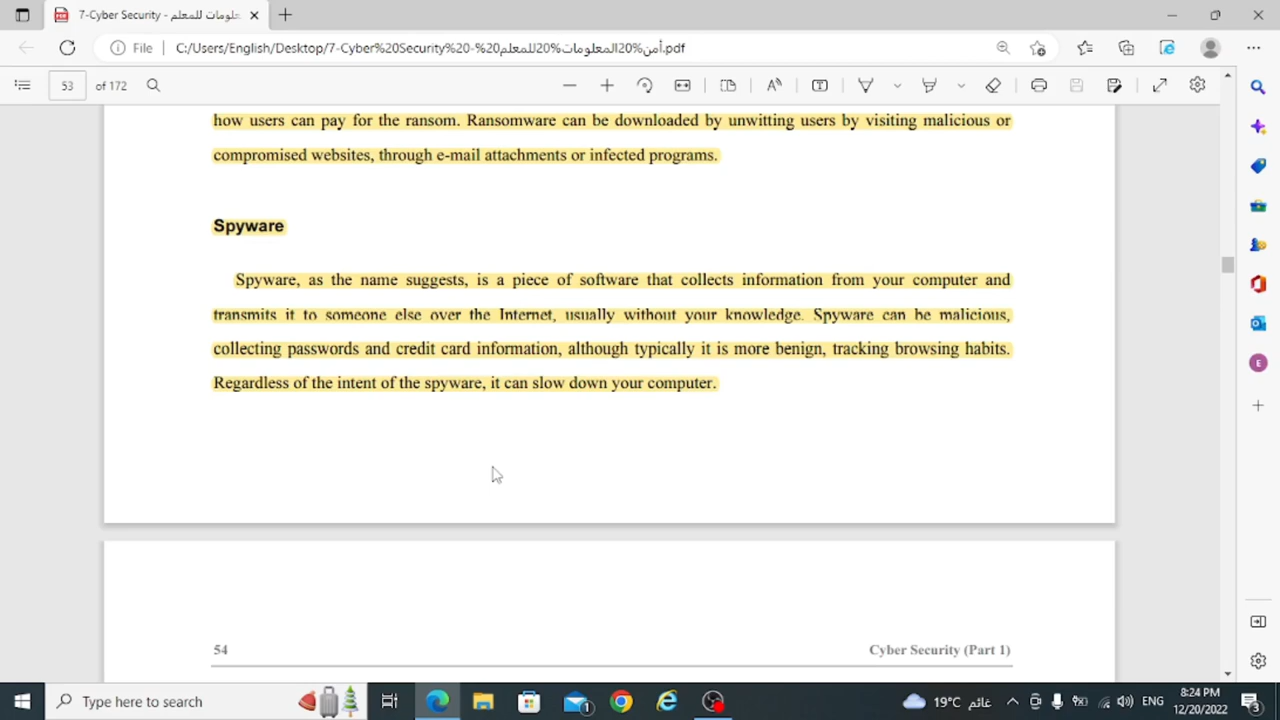 7-Cyber Security - أمن المعلومات للمعلم
File
C:/Users/English/Desktop/7-Cyber%20Security%20-%20أمن%20المعلومات%20للمعلم.pdf
53
of 172
how users can pay for the ransom. Ransomware can be downloaded by unwitting users by visiting malicious or
compromised websites, through e-mail attachments or infected programs.
Spyware
Spyware, as the name suggests, is a piece of software that collects information from your computer and
transmits it to someone else over the Internet, usually without your knowledge. Spyware can be malicious,
collecting passwords and credit card information, although typically it is more benign, tracking browsing habits.
Regardless of the intent of the spyware, it can slow down your computer.
54
Cyber Security (Part 1)
E
Type here to search
1
19°C غائم
ENG
8:24 PM
12/20/2022
3